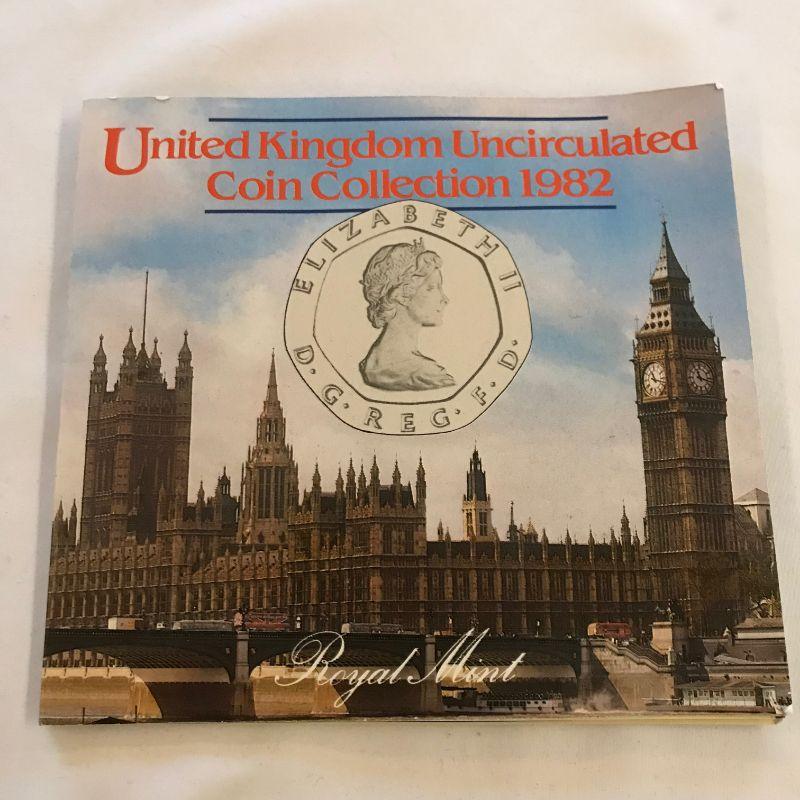 United Kingdom Uncirculated
Coin Collection 1982
ELIZABETH II
D·G·REG·F·D·
Royal Mint